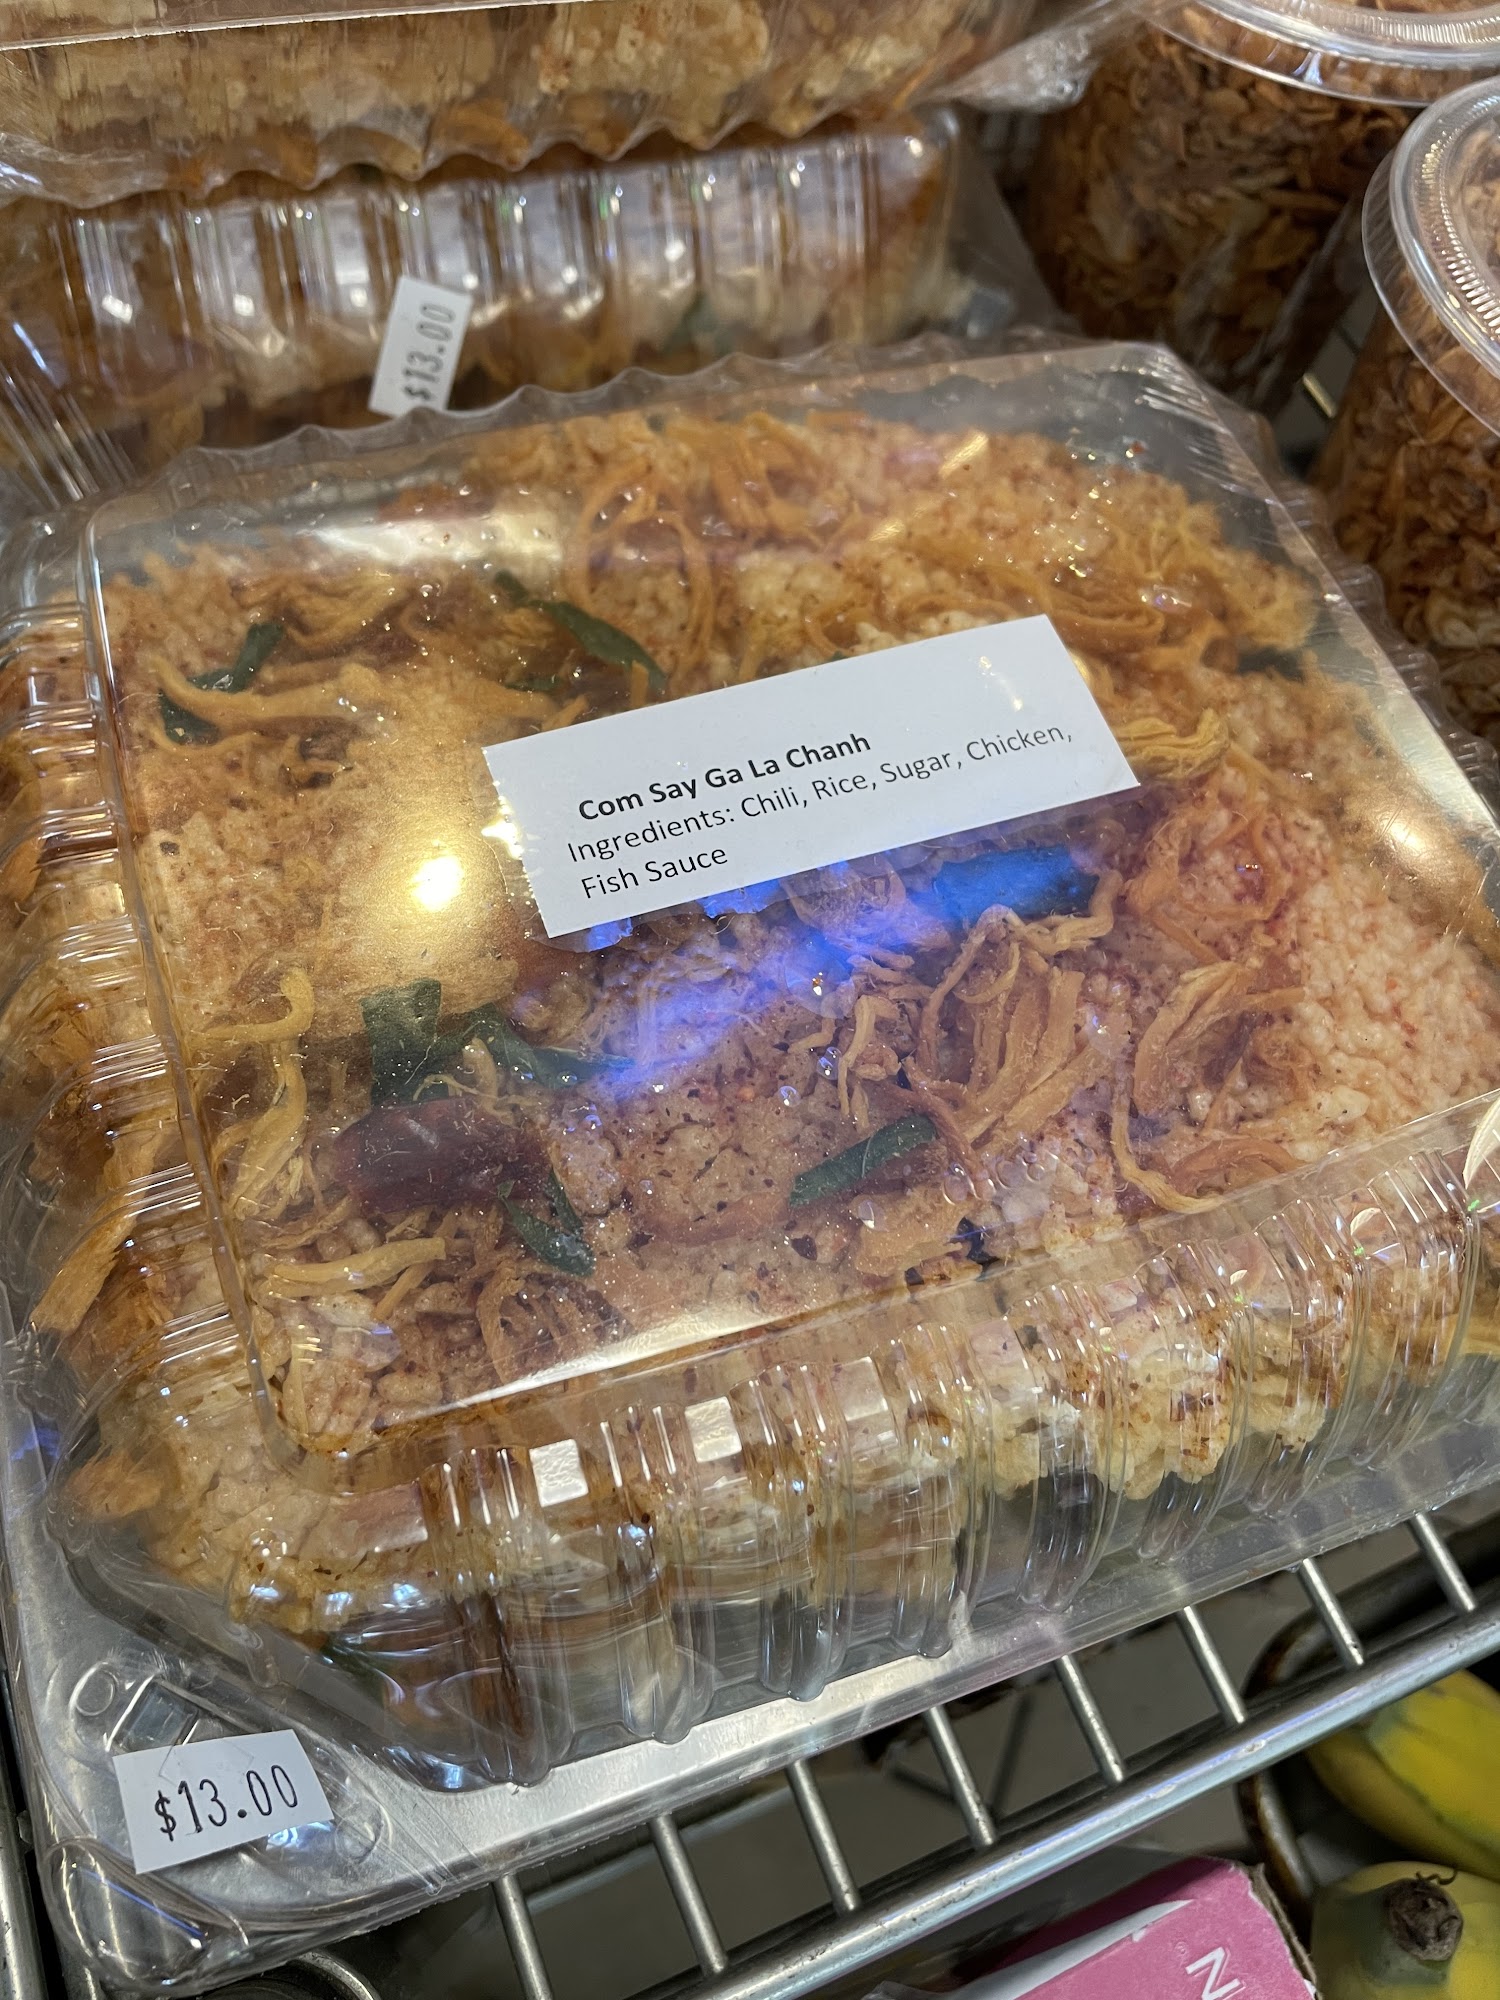 $13.00
Com Say Ga La Chanh
Ingredients: Chili, Rice, Sugar, Chicken,
Fish Sauce
$13.00
N